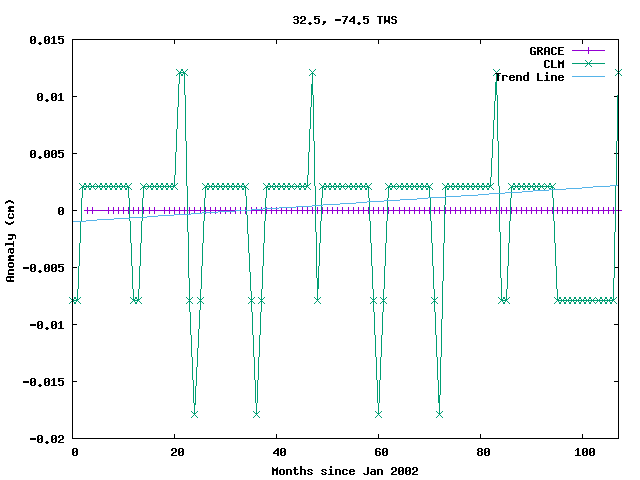 32.5, -74.5 TWS
0.015
0.01
0.005
0
-0.005
-0.01
-0.015
-0.02
Anomaly (cm)
GRACE
CLM
Trend Line
0 20 40 60 80 100
Months since Jan 2002